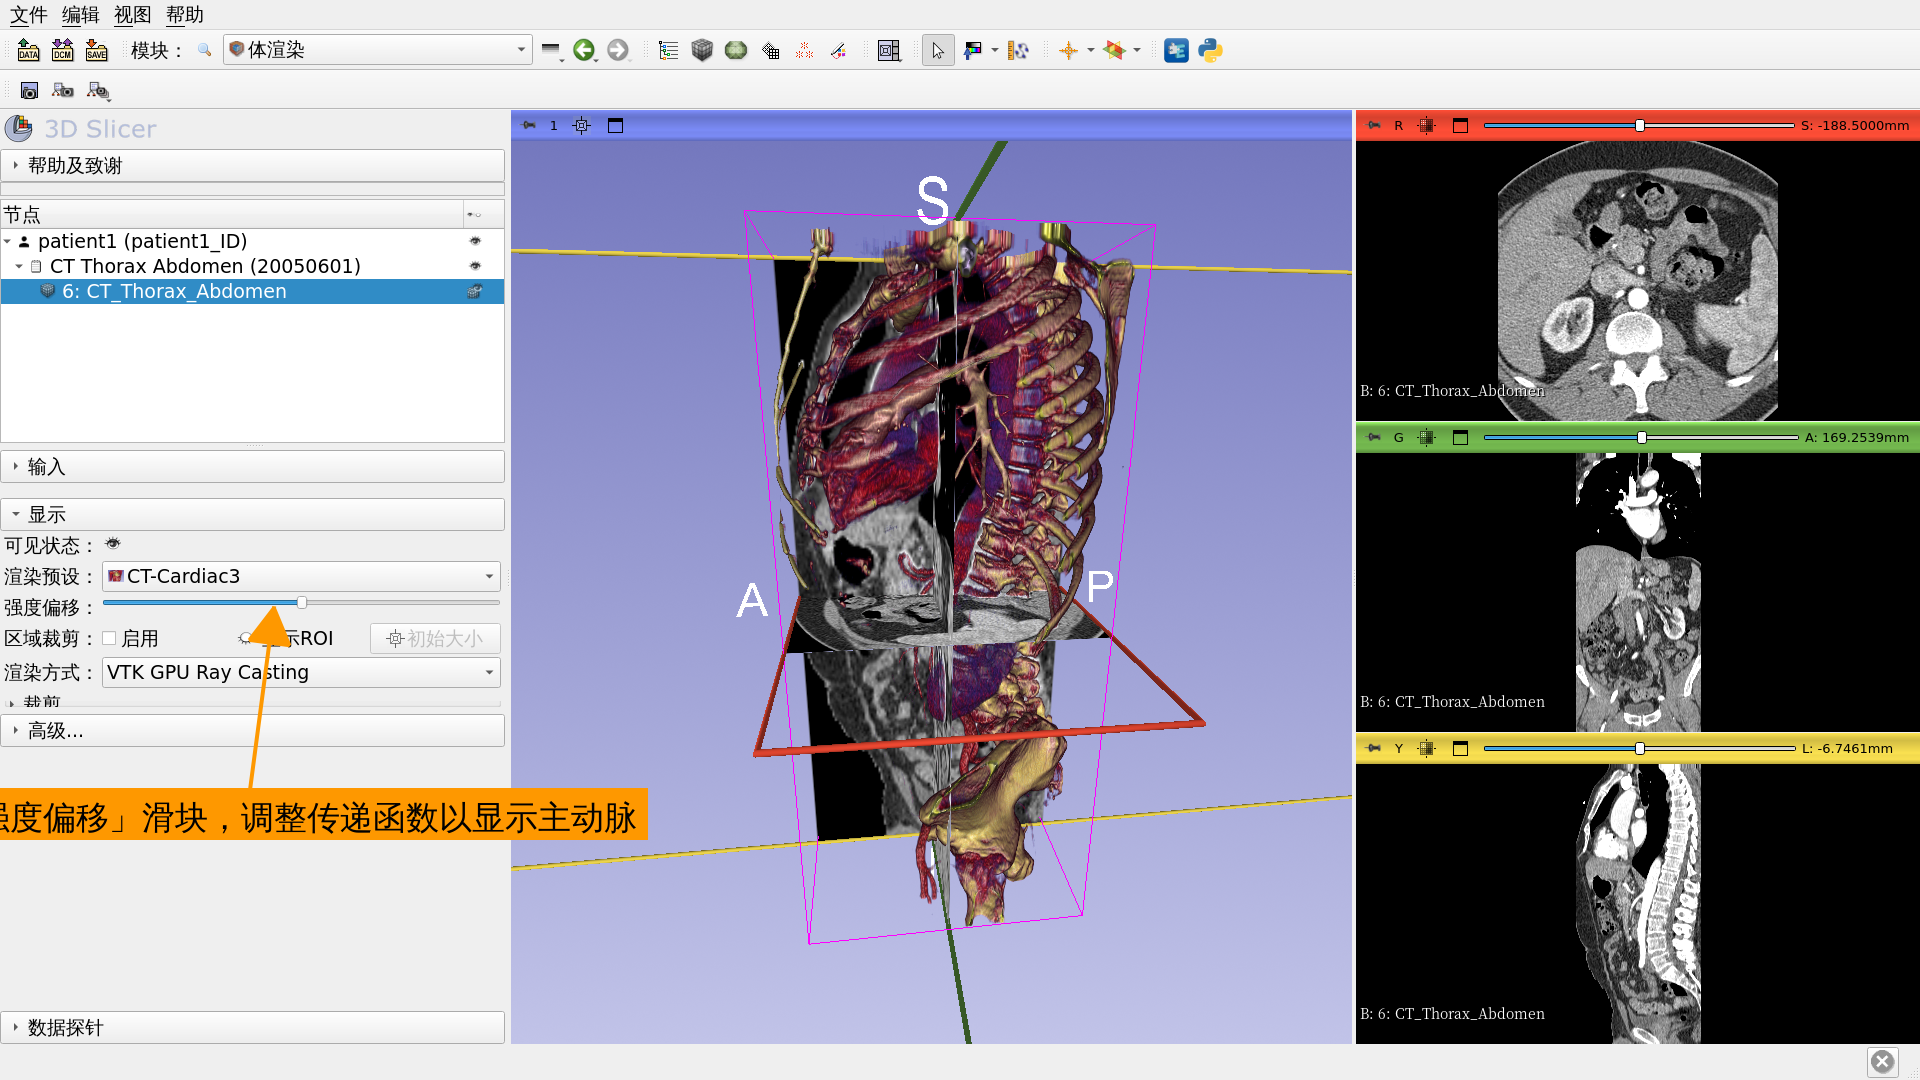 文件 编辑 视图 帮助
DATA DCM SAVE 模块： 体渲染
3D Slicer
帮助及致谢
节点
patient1 (patient1_ID)
CT Thorax Abdomen (20050601)
6: CT_Thorax_Abdomen
输入
显示
可见状态：
渲染预设： CT-Cardiac3
强度偏移：
区域裁剪： 启用 示ROI 初始大小
渲染方式： VTK GPU Ray Casting
裁剪
高级...
强度偏移」滑块，调整传递函数以显示主动脉
数据探针
1
S
A
P
R S: -188.5000mm
B: 6: CT_Thorax_Abdomen
G A: 169.2539mm
B: 6: CT_Thorax_Abdomen
Y L: -6.7461mm
B: 6: CT_Thorax_Abdomen